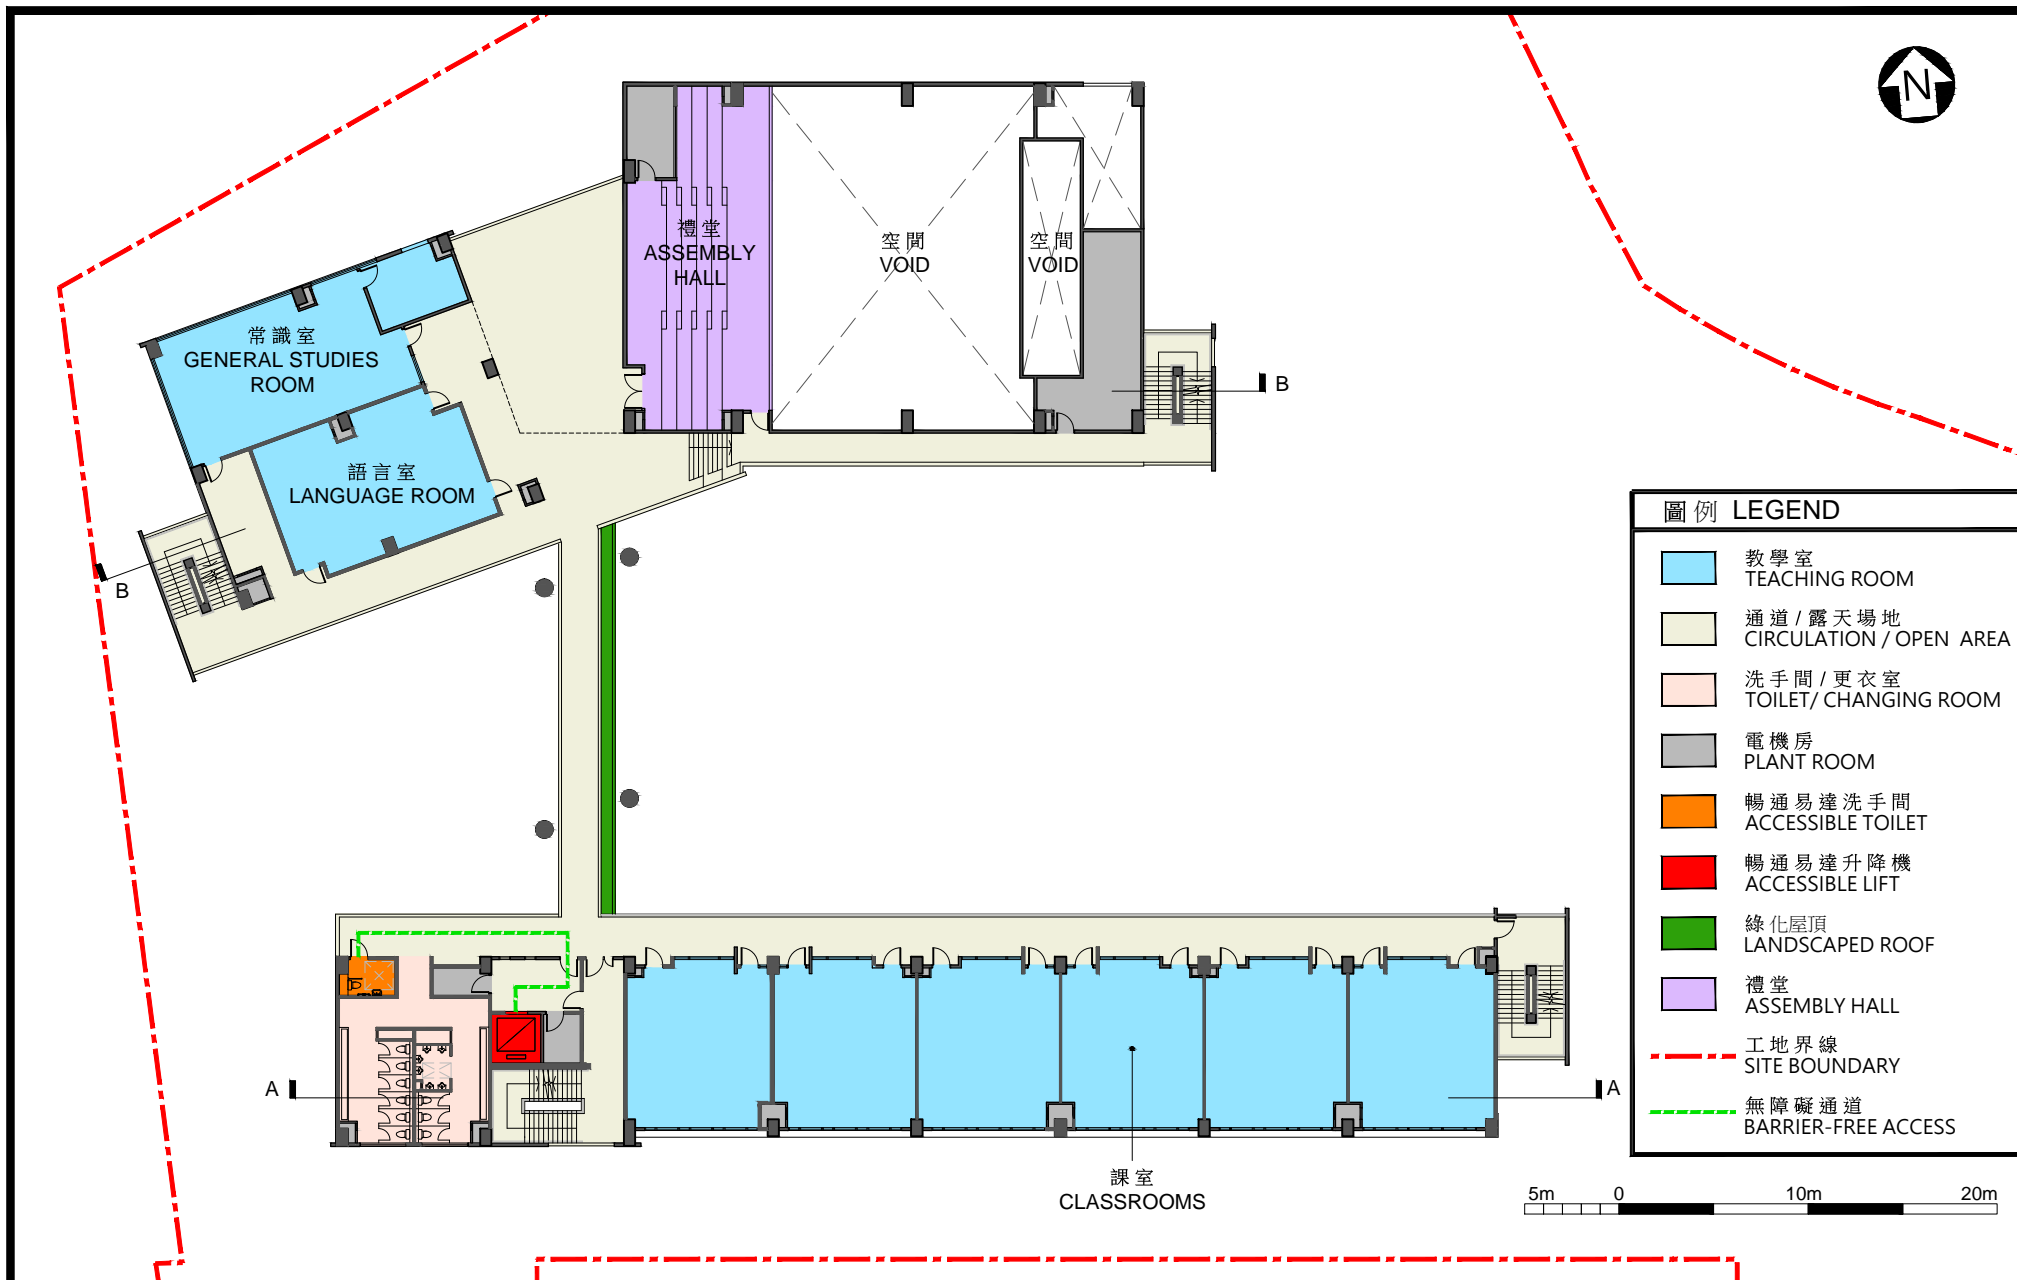 N
禮堂
ASSEMBLY
HALL
空間
VOID
空間
VOID
常識室
GENERAL STUDIES
ROOM
語言室
LANGUAGE ROOM
B
B
A
A
課室
CLASSROOMS
圖例 LEGEND
教學室
TEACHING ROOM
通道/露天場地
CIRCULATION / OPEN AREA
洗手間/更衣室
TOILET/ CHANGING ROOM
電機房
PLANT ROOM
暢通易達洗手間
ACCESSIBLE TOILET
暢通易達升降機
ACCESSIBLE LIFT
綠化屋頂
LANDSCAPED ROOF
禮堂
ASSEMBLY HALL
工地界線
SITE BOUNDARY
無障礙通道
BARRIER-FREE ACCESS
5m 0 10m 20m